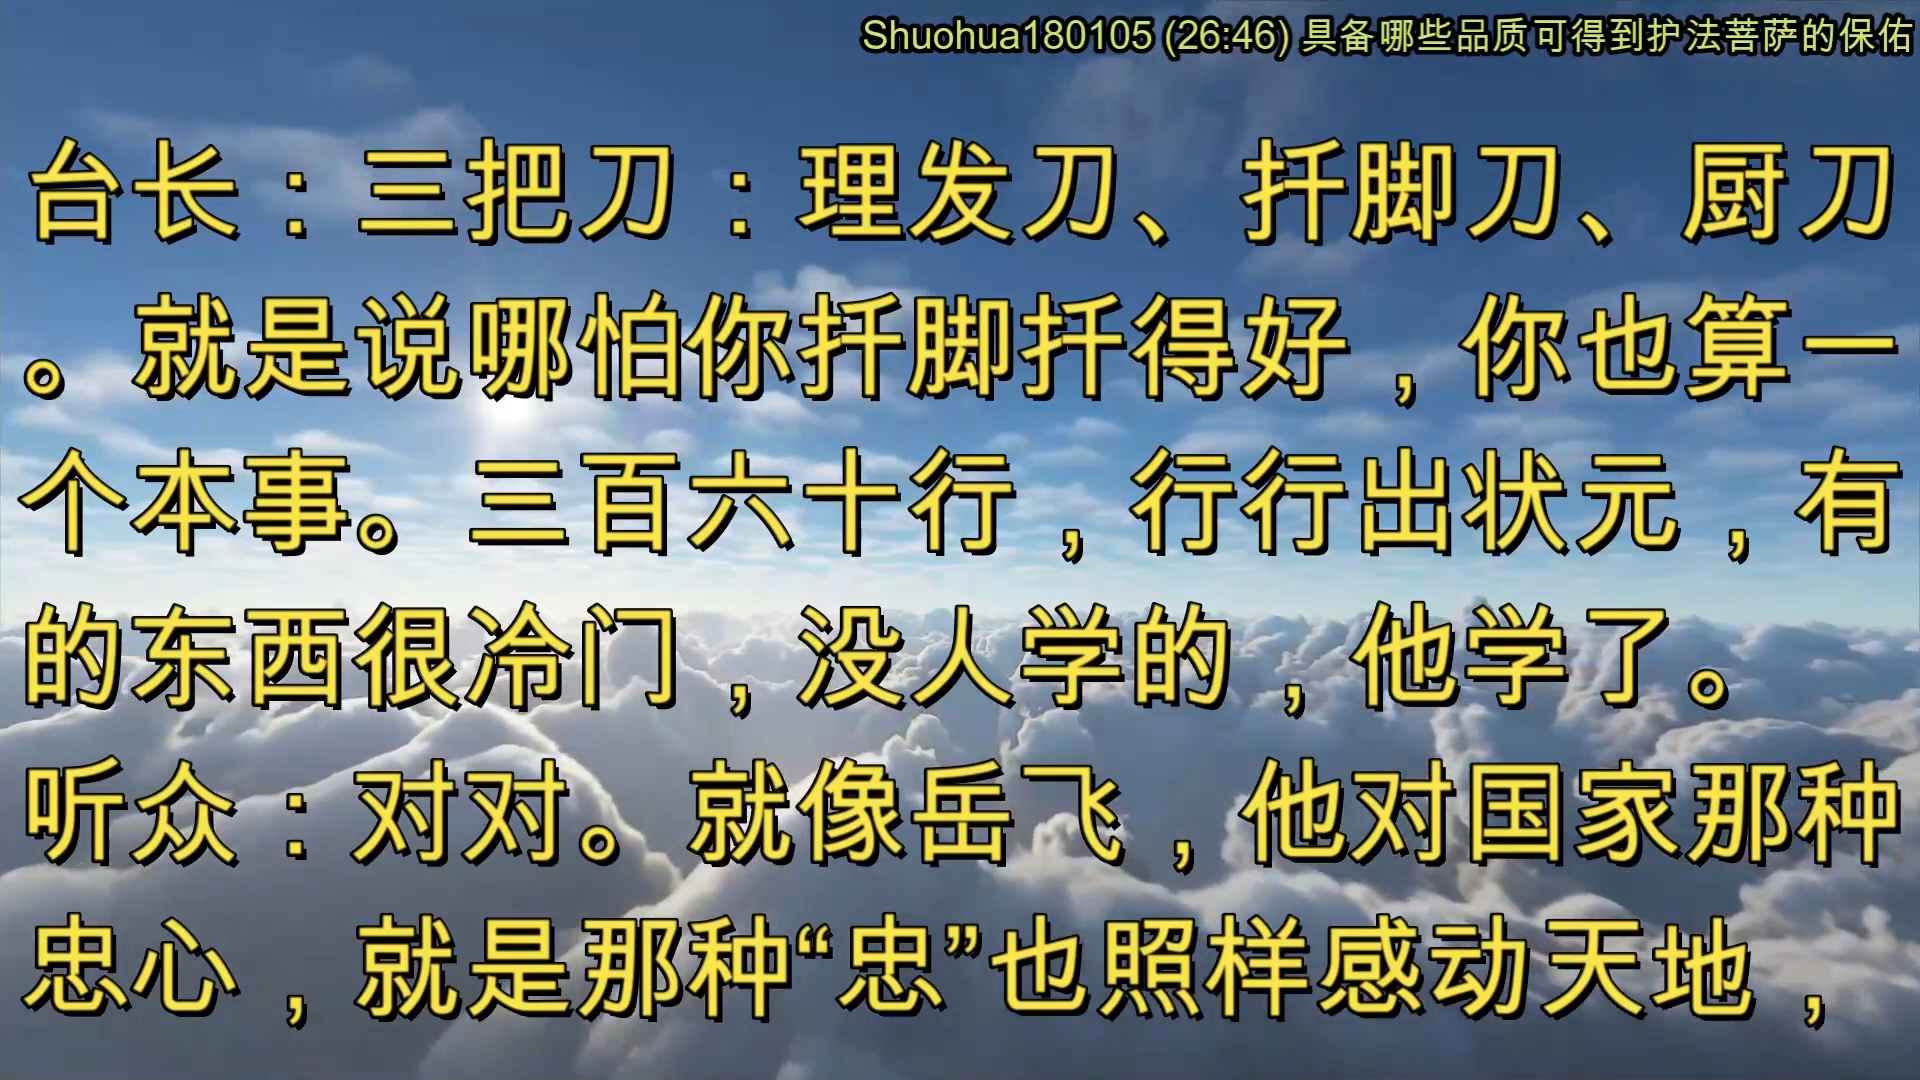 Shuohua180105 (26:46) 具备哪些品质可得到护法菩萨的保佑
台长：三把刀：理发刀、扦脚刀、厨刀
。就是说哪怕你扦脚扦得好，你也算一
个本事。三百六十行，行行出状元，有
的东西很冷门，没人学的，他学了。
听众：对对。就像岳飞，他对国家那种
忠心，就是那种“忠”也照样感动天地，